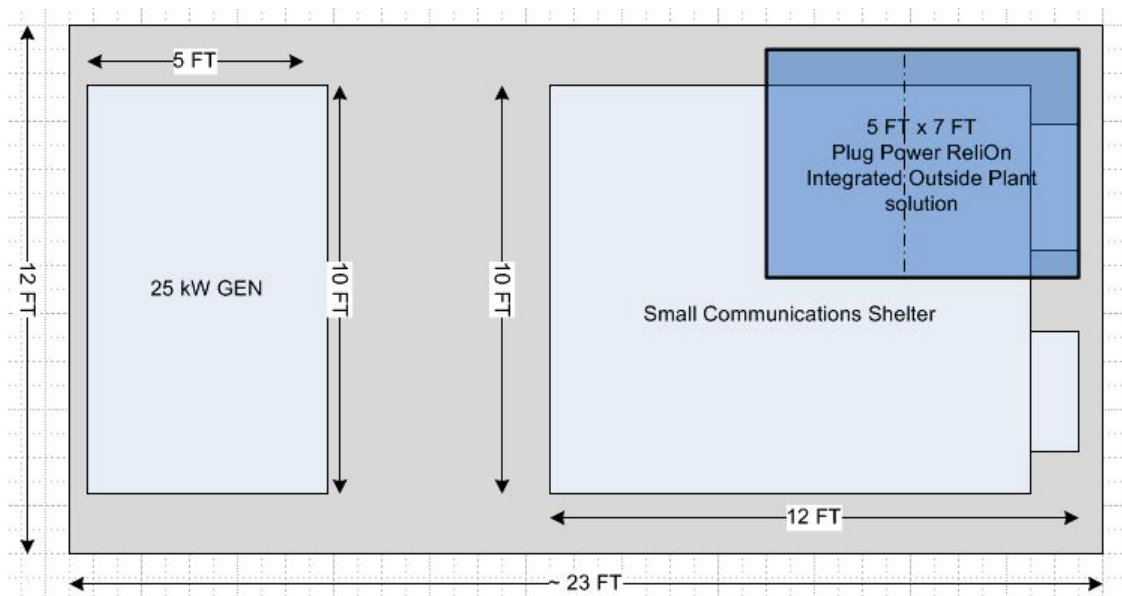 5 FT
5 FT x 7 FT
Plug Power ReliOn
Integrated Outside Plant
solution
12 FT
25 kW GEN
10 FT
10 FT
Small Communications Shelter
12 FT
~ 23 FT